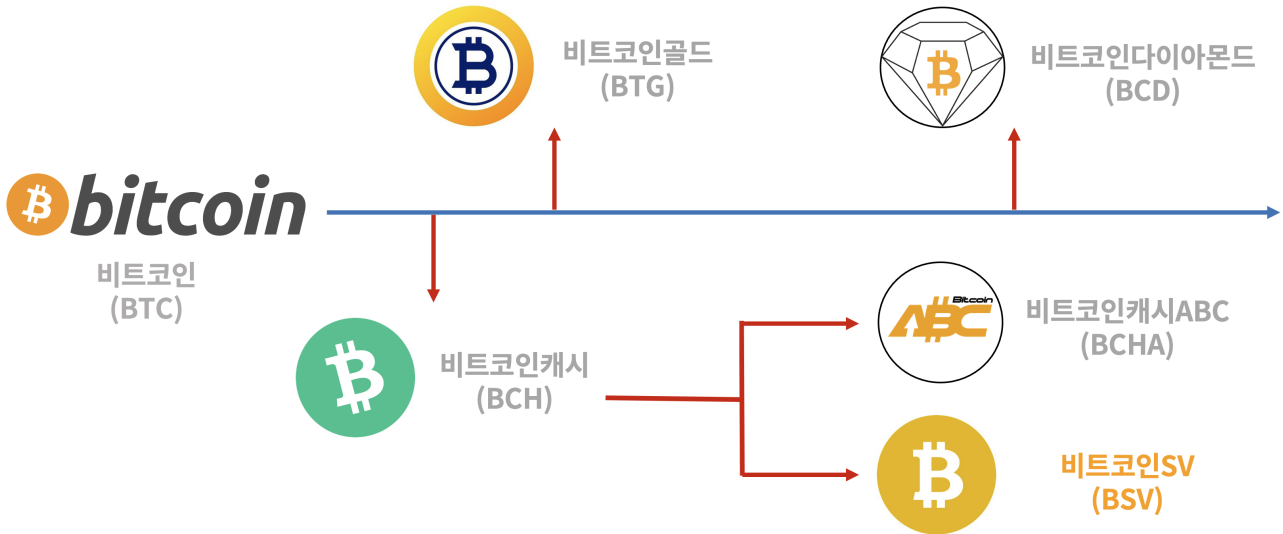 비트코인골드
(BTG)
비트코인다이아몬드
(BCD)
bitcoin
비트코인
(BTC)
비트코인캐시
(BCH)
Bitcoin
ABC
비트코인캐시ABC
(BCHA)
비트코인SV
(BSV)